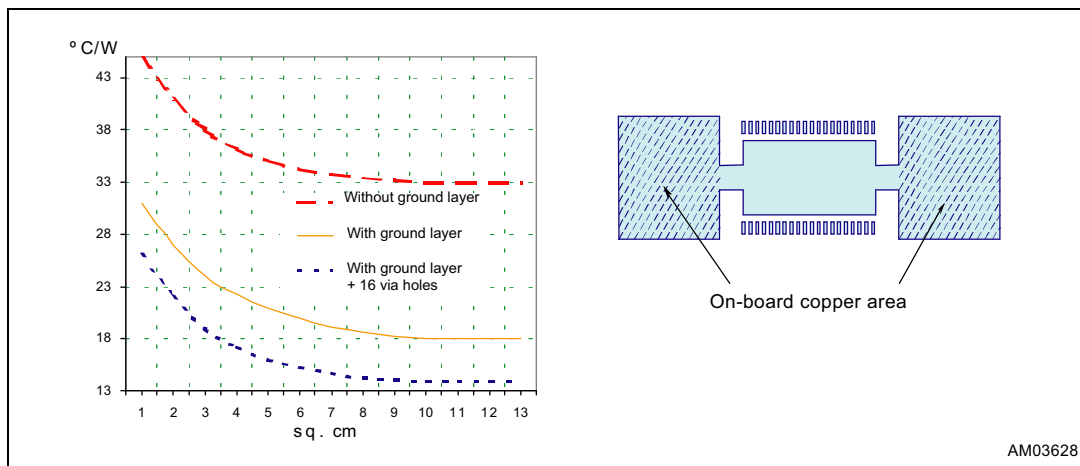 º C/W
43
38
33
28
23
18
13
1 2 3 4 5 6 7 8 9 10 11 12 13
sq. cm
Without ground layer
With ground layer
With ground layer
+ 16 via holes
On-board copper area
AM03628